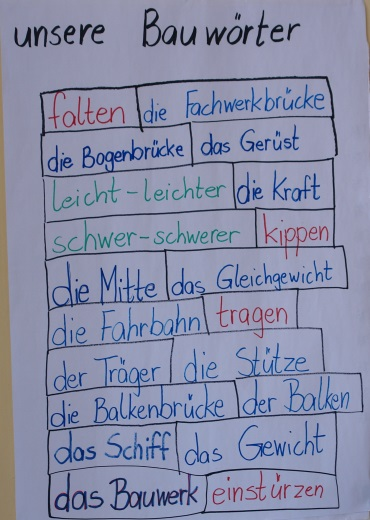 unsere Bauwörter
falten die Fachwerkbrücke
die Bogenbrücke das Gerüst
leicht-leichter die Kraft
schwer-schwerer kippen
die Mitte das Gleichgewicht
die Fahrbahn tragen
der Träger die Stütze
die Balkenbrücke der Balken
das Schiff das Gewicht
das Bauwerk einstürzen